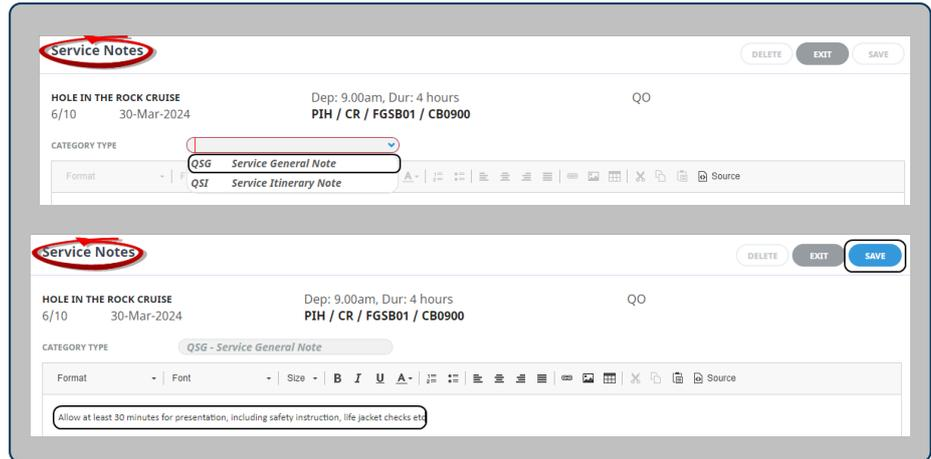 Service Notes
DELETE EXIT SAVE
HOLE IN THE ROCK CRUISE Dep: 9.00am, Dur: 4 hours QO
6/10 30-Mar-2024 PIH / CR / FGSB01 / CB0900
CATEGORY TYPE
QSG Service General Note
QSI Service Itinerary Note
Format F A Source
Service Notes
DELETE EXIT SAVE
HOLE IN THE ROCK CRUISE Dep: 9.00am, Dur: 4 hours QO
6/10 30-Mar-2024 PIH / CR / FGSB01 / CB0900
CATEGORY TYPE QSG - Service General Note
Format Font Size B I U A Source
Allow at least 30 minutes for presentation, including safety instruction, life jacket checks etc